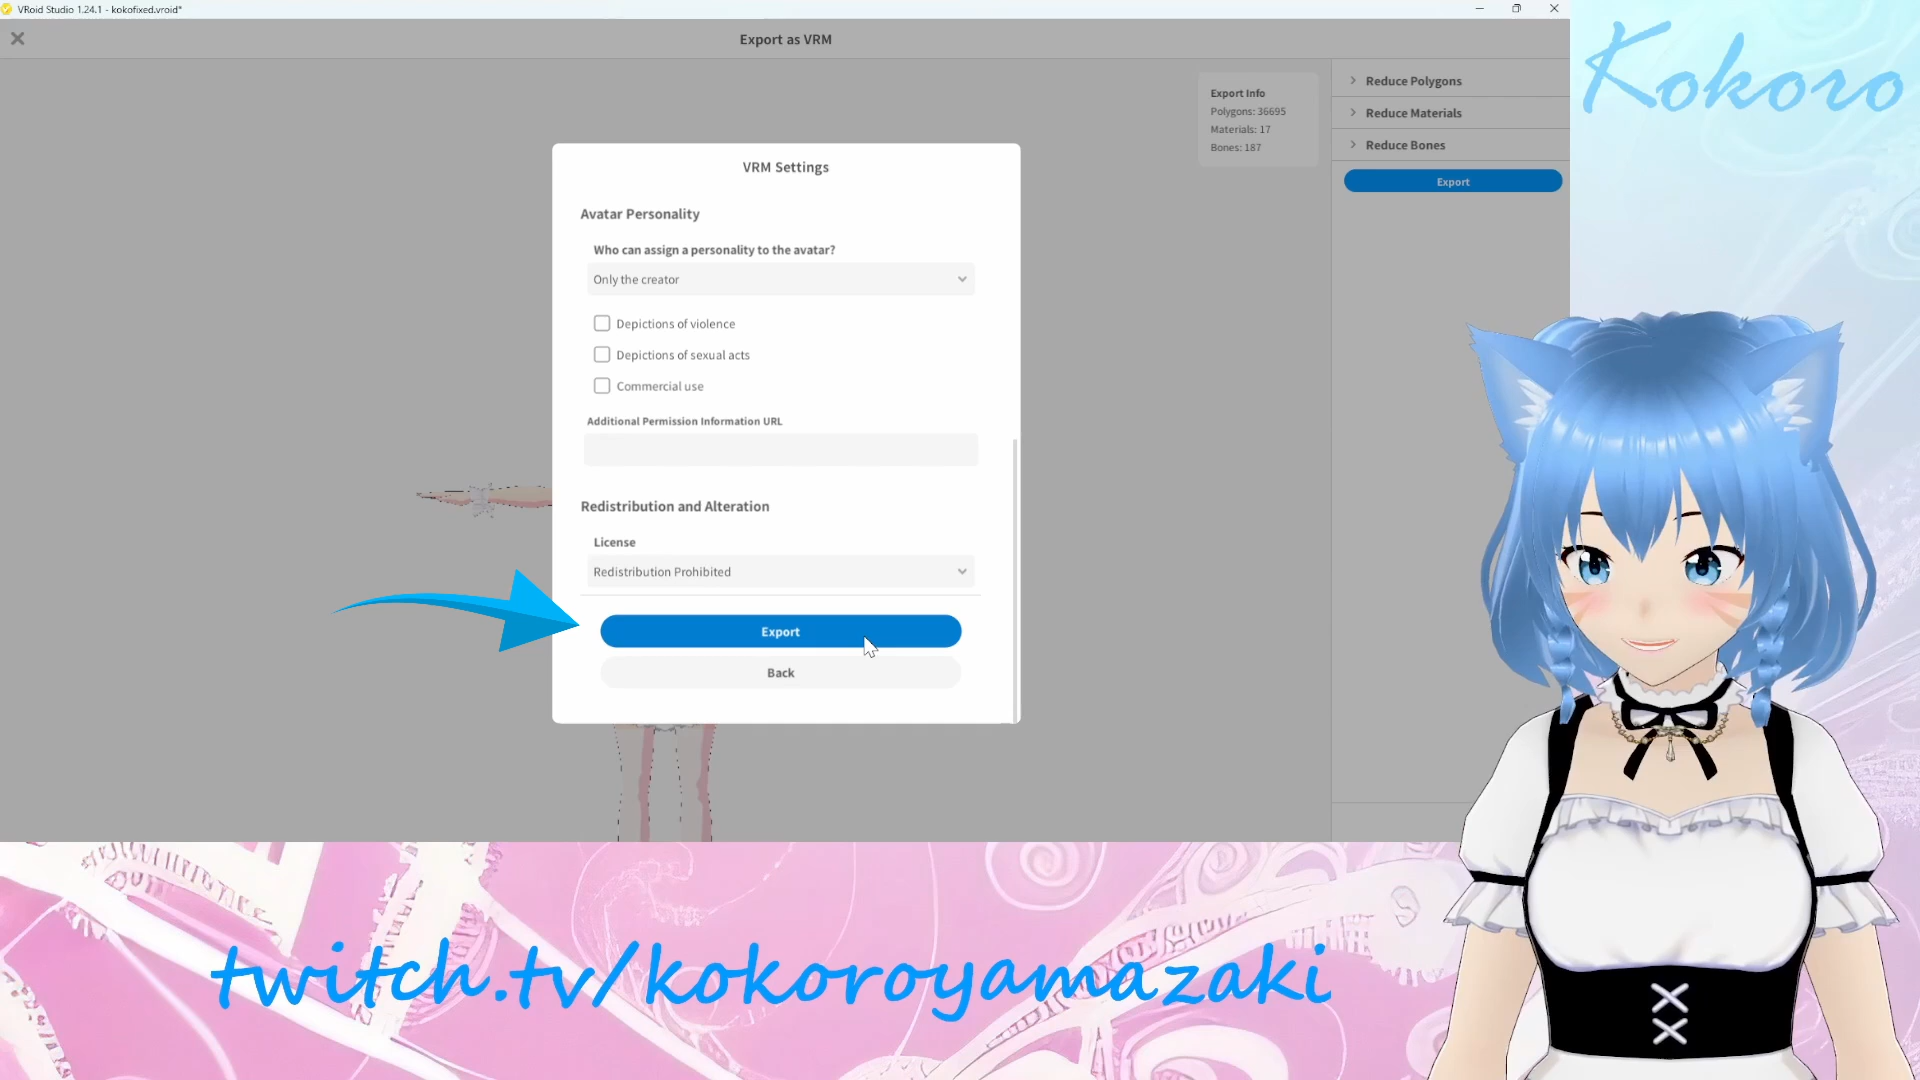 VRoid Studio 1.24.1 - kokofixed.vroid*
Export as VRM
Kokoro
Export Info
Polygons: 36695
Materials: 17
Bones: 187
Reduce Polygons
Reduce Materials
Reduce Bones
Export
VRM Settings
Avatar Personality
Who can assign a personality to the avatar?
Only the creator
Depictions of violence
Depictions of sexual acts
Commercial use
Additional Permission Information URL
Redistribution and Alteration
License
Redistribution Prohibited
Export
Back
twitch.tv/kokoroyamazaki